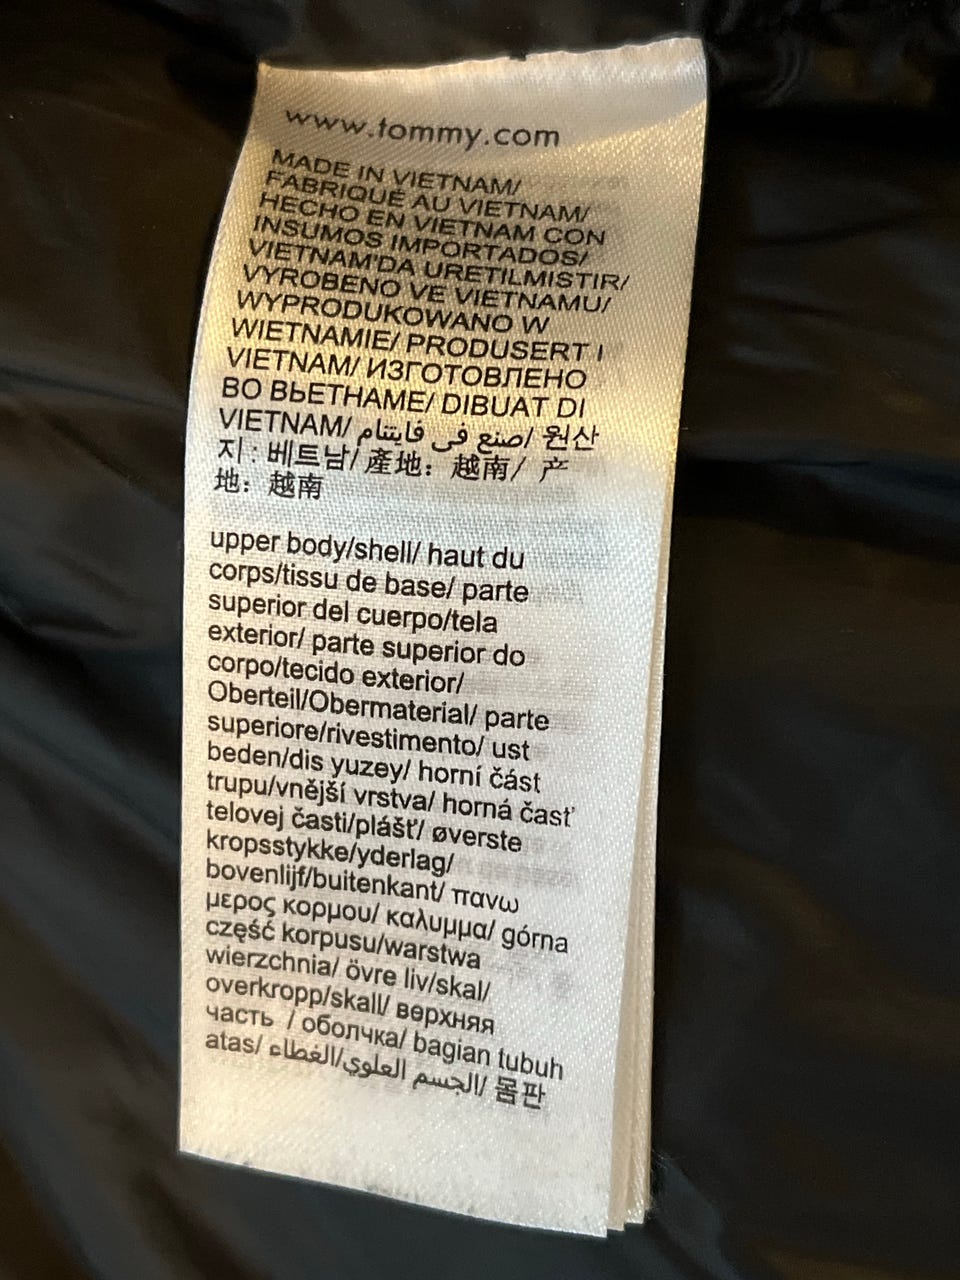 www.tommy.com
MADE IN VIETNAM/
FABRIQUÉ AU VIETNAM/
HECHO EN VIETNAM CON
INSUMOS IMPORTADOS/
VIETNAM'DA URETILMISTIR/
VYROBENO VE VIETNAMU/
WYPRODUKOWANO W
WIETNAMIE/ PRODUSERT I
VIETNAM/ ИЗГОТОВЛЕНО
ВО ВЬЕТНАМЕ/ DIBUAT DI
VIETNAM/ صنع في فايتنام/ 원산
지: 베트남/ 產地: 越南/ 产
地: 越南
upper body/shell/ haut du
corps/tissu de base/ parte
superior del cuerpo/tela
exterior/ parte superior do
corpo/tecido exterior/
Oberteil/Obermaterial/ parte
superiore/rivestimento/ ust
beden/dis yuzey/ horní část
trupu/vnější vrstva/ horná časť
telovej časti/plášť/ øverste
kropsstykke/yderlag/
bovenlijf/buitenkant/ πανω
μερος κορμου/ καλυμμα/ górna
część korpusu/warstwa
wierzchnia/ övre liv/skal/
overkropp/skall/ верхняя
часть / оболчка/ bagian tubuh
atas/ الجسم العلوي/الغطاء/ 몸판